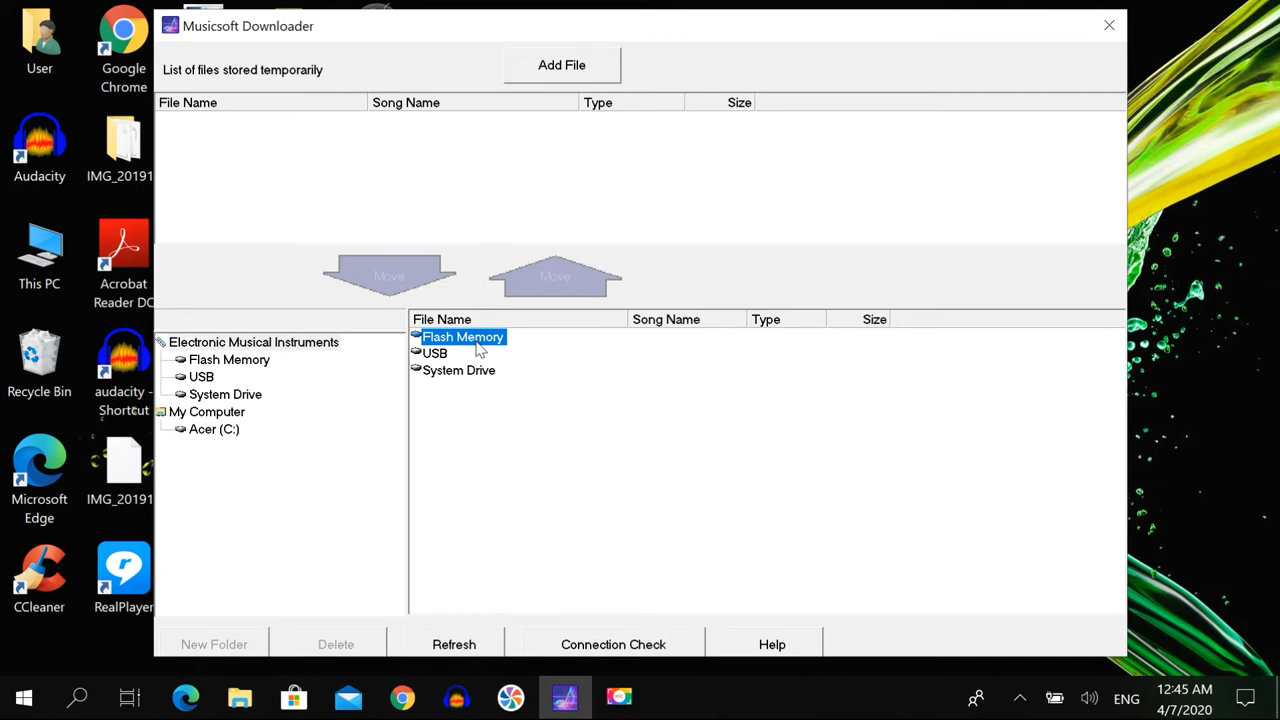 Musicsoft Downloader
List of files stored temporarily
Add File
File Name Song Name Type Size
Move Move
File Name Song Name Type Size
Electronic Musical Instruments
Flash Memory
USB
System Drive
My Computer
Acer (C:)
Flash Memory
USB
System Drive
New Folder Delete Refresh Connection Check Help
User
Google
Chrome
Audacity
IMG_20191
This PC
Acrobat
Reader DC
Recycle Bin
audacity -
Shortcut
Microsoft
Edge
IMG_20191
CCleaner
RealPlayer
ENG
12:45 AM
4/7/2020